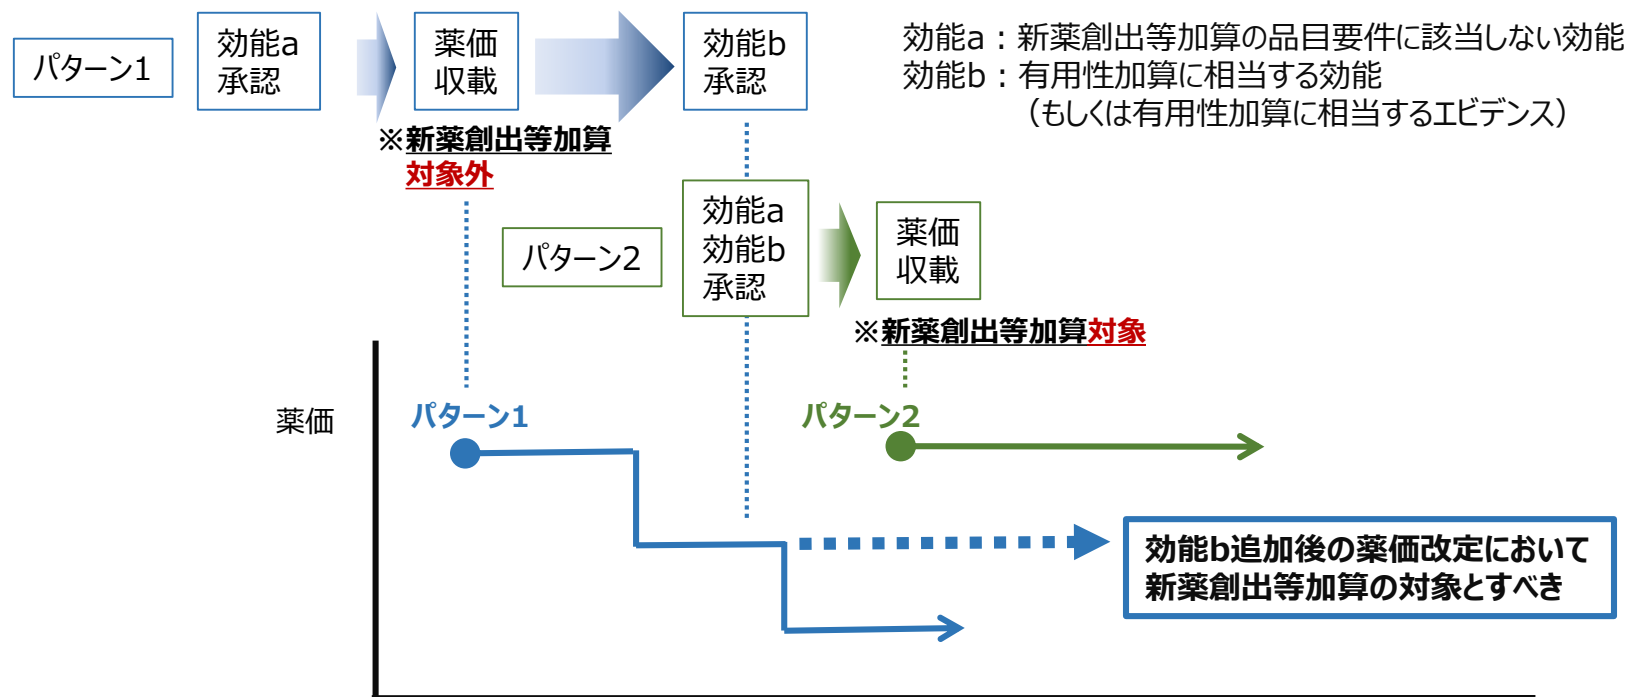 パターン1
効能a
承認
薬価
収載
効能b
承認
効能a：新薬創出等加算の品目要件に該当しない効能
効能b：有用性加算に相当する効能
（もしくは有用性加算に相当するエビデンス）
※新薬創出等加算
対象外
パターン2
効能a
効能b
承認
薬価
収載
※新薬創出等加算対象
薬価
パターン1
パターン2
効能b追加後の薬価改定において
新薬創出等加算の対象とすべき